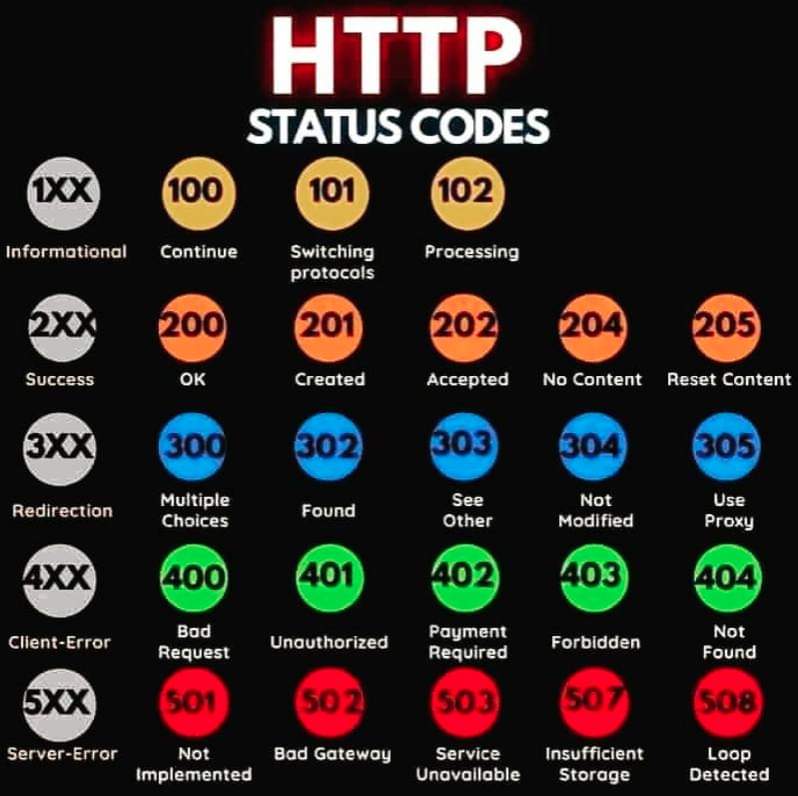 HTTP
STATUS CODES
1XX 100 101 102
Informational Continue Switching protocols Processing
2XX 200 201 202 204 205
Success OK Created Accepted No Content Reset Content
3XX 300 302 303 304 305
Redirection Multiple Choices Found See Other Not Modified Use Proxy
4XX 400 401 402 403 404
Client-Error Bad Request Unauthorized Payment Required Forbidden Not Found
5XX 501 502 503 507 508
Server-Error Not Implemented Bad Gateway Service Unavailable Insufficient Storage Loop Detected